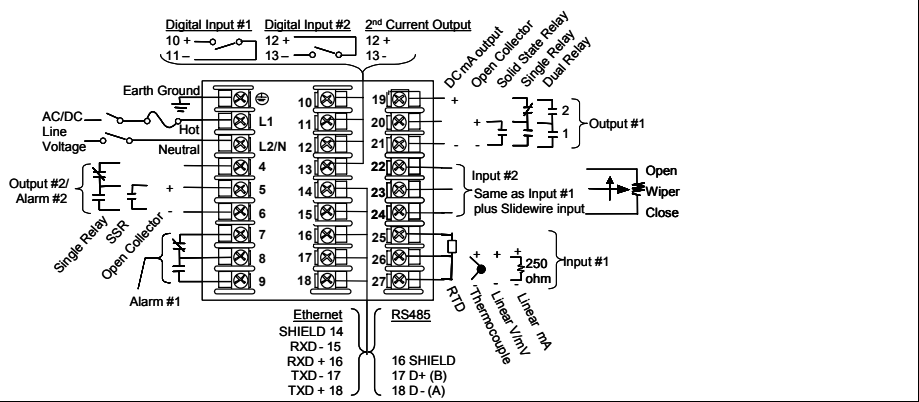 Digital Input #1 Digital Input #2 2nd Current Output
10 + 12 + 12 +
11 – 13 – 13 -
DC mA output
Open Collector
Solid State Relay
Single Relay
Dual Relay
Earth Ground
AC/DC
Line
Voltage
Hot
Neutral
L1
L2/N
4
5
6
7
8
9
10
11
12
13
14
15
16
17
18
19
20
21
22
23
24
25
26
27
+
-
+
-
2
1
Output #1
Output #2/
Alarm #2
+
-
Single Relay
SSR
Open Collector
Alarm #1
Input #2
Same as Input #1
plus Slidewire input
Open
Wiper
Close
+ + +
250
ohm
- - -
Input #1
RTD
Thermocouple
Linear V/mV
Linear mA
Ethernet
SHIELD 14
RXD - 15
RXD + 16
TXD - 17
TXD + 18
RS485
16 SHIELD
17 D+ (B)
18 D - (A)